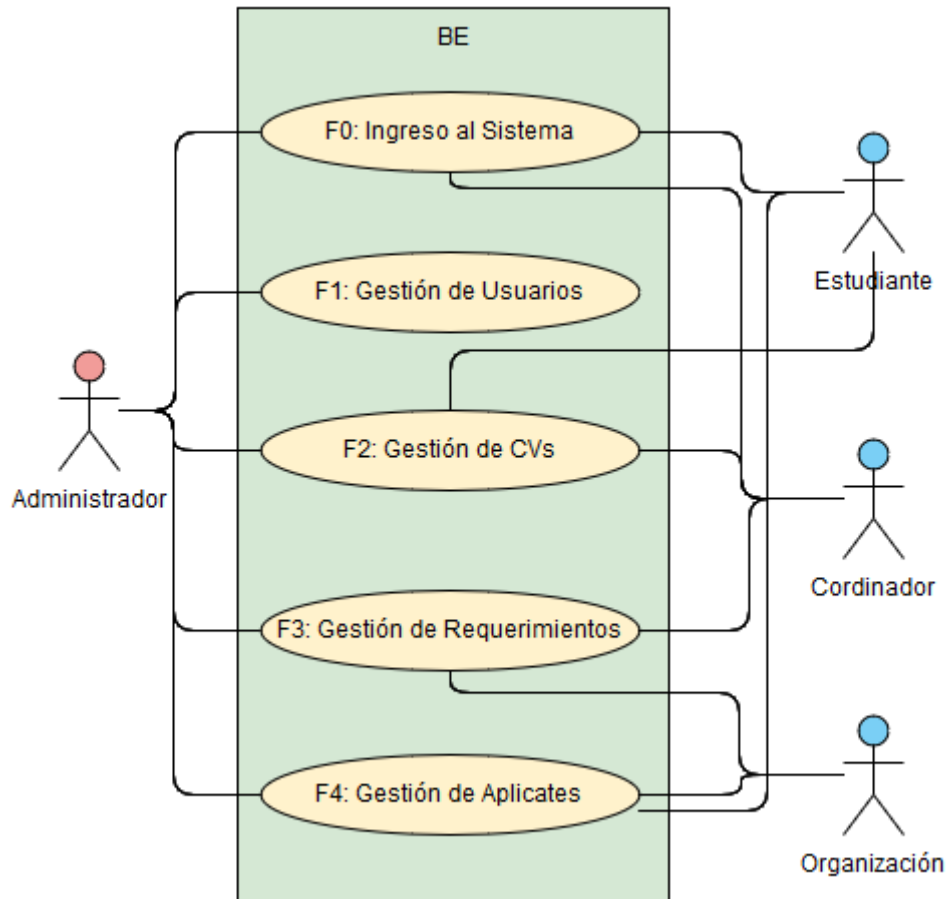 BE
F0: Ingreso al Sistema
F1: Gestión de Usuarios
F2: Gestión de CVs
F3: Gestión de Requerimientos
F4: Gestión de Aplicates
Administrador
Estudiante
Cordinador
Organización